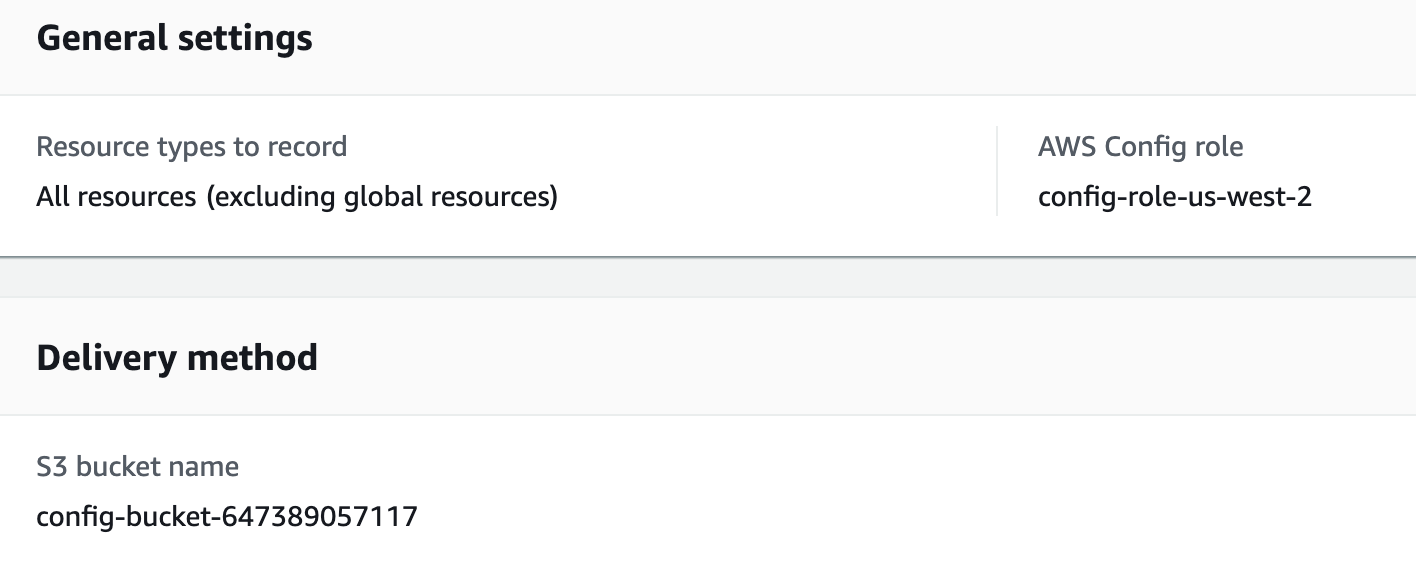 General settings
Resource types to record
AWS Config role
All resources (excluding global resources)
config-role-us-west-2
Delivery method
S3 bucket name
config-bucket-647389057117